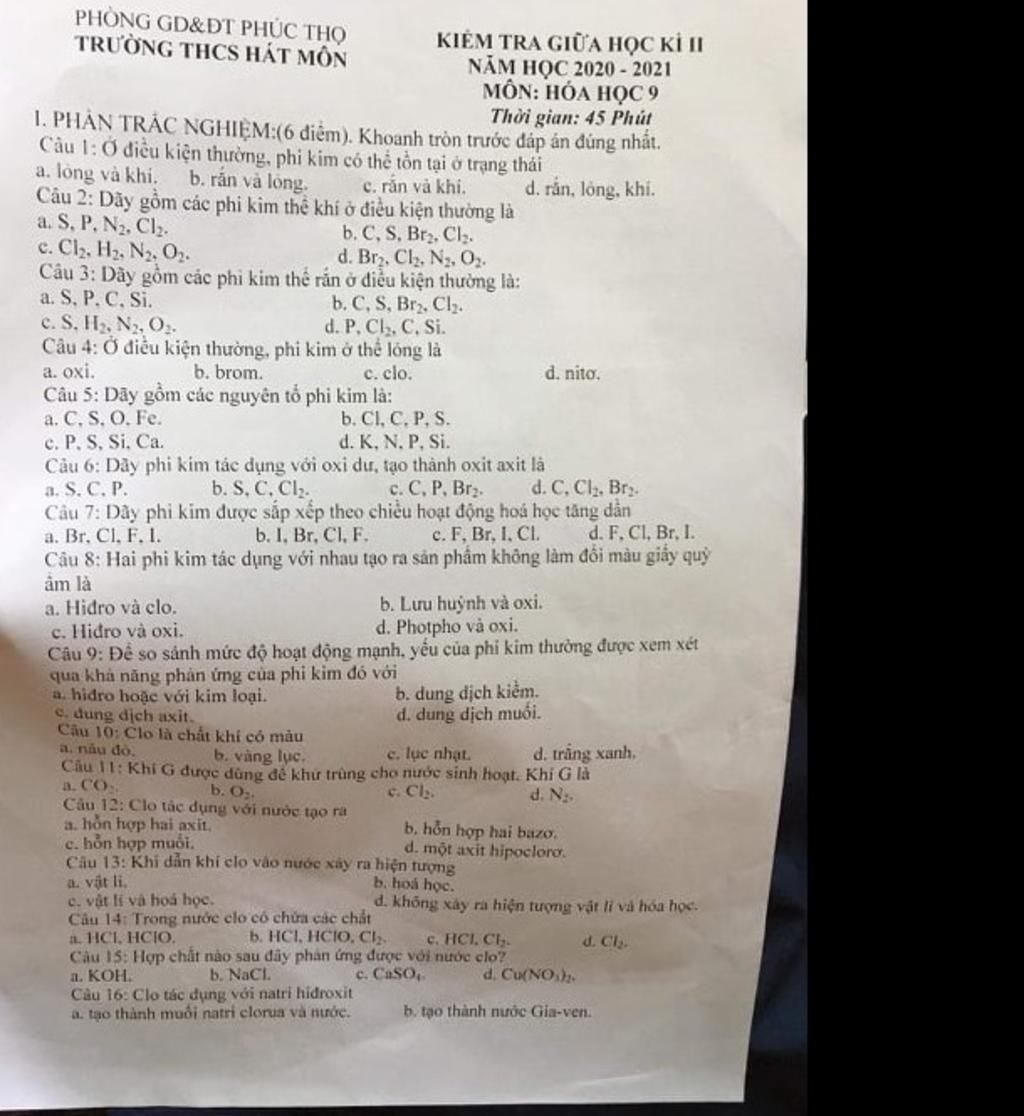 PHÒNG GD&ĐT PHÚC THỌ
TRƯỜNG THCS HÁT MÔN
KIỂM TRA GIỮA HỌC KÌ II
NĂM HỌC 2020 - 2021
MÔN: HÓA HỌC 9
Thời gian: 45 Phút
I. PHẦN TRẮC NGHIỆM:(6 điểm). Khoanh tròn trước đáp án đúng nhất.
Câu 1: Ở điều kiện thường, phi kim có thể tồn tại ở trạng thái
a. lỏng và khí. b. rắn và lỏng. c. rắn và khí. d. rắn, lỏng, khí.
Câu 2: Dãy gồm các phi kim thể khí ở điều kiện thường là
a. S, P, N₂, Cl₂. b. C, S, Br₂, Cl₂.
c. Cl₂, H₂, N₂, O₂. d. Br₂, Cl₂, N₂, O₂.
Câu 3: Dãy gồm các phi kim thể rắn ở điều kiện thường là:
a. S, P, C, Si. b. C, S, Br₂, Cl₂.
c. S, H₂, N₂, O₂. d. P, Cl₂, C, Si.
Câu 4: Ở điều kiện thường, phi kim ở thể lỏng là
a. oxi. b. brom. c. clo. d. nitơ.
Câu 5: Dãy gồm các nguyên tố phi kim là:
a. C, S, O, Fe. b. Cl, C, P, S.
c. P, S, Si, Ca. d. K, N, P, Si.
Câu 6: Dãy phi kim tác dụng với oxi dư, tạo thành oxit axit là
a. S, C, P. b. S, C, Cl₂. c. C, P, Br₂. d. C, Cl₂, Br₂.
Câu 7: Dãy phi kim được sắp xếp theo chiều hoạt động hoá học tăng dần
a. Br, Cl, F, I. b. I, Br, Cl, F. c. F, Br, I, Cl. d. F, Cl, Br, I.
Câu 8: Hai phi kim tác dụng với nhau tạo ra sản phẩm không làm đổi màu giấy quỳ
ẩm là
a. Hiđro và clo. b. Lưu huỳnh và oxi.
c. Hiđro và oxi. d. Photpho và oxi.
Câu 9: Để so sánh mức độ hoạt động mạnh, yếu của phi kim thường được xem xét
qua khả năng phản ứng của phi kim đó với
a. hiđro hoặc với kim loại. b. dung dịch kiềm.
c. dung dịch axit. d. dung dịch muối.
Câu 10: Clo là chất khí có màu
a. nâu đỏ. b. vàng lục. c. lục nhạt. d. trắng xanh.
Câu 11: Khí G được dùng để khử trùng cho nước sinh hoạt. Khí G là
a. CO₂. b. O₂. c. Cl₂. d. N₂.
Câu 12: Clo tác dụng với nước tạo ra
a. hỗn hợp hai axit. b. hỗn hợp hai bazơ.
c. hỗn hợp muối. d. một axit hipoclorơ.
Câu 13: Khi dẫn khí clo vào nước xảy ra hiện tượng
a. vật lí. b. hoá học.
c. vật lí và hoá học. d. không xảy ra hiện tượng vật lí và hóa học.
Câu 14: Trong nước clo có chứa các chất
a. HCl, HClO. b. HCl, HClO, Cl₂. c. HCl, Cl₂. d. Cl₂.
Câu 15: Hợp chất nào sau đây phản ứng được với nước clo?
a. KOH. b. NaCl. c. CaSO₄. d. Cu(NO₃)₂.
Câu 16: Clo tác dụng với natri hiđroxit
a. tạo thành muối natri clorua và nước. b. tạo thành nước Gia-ven.